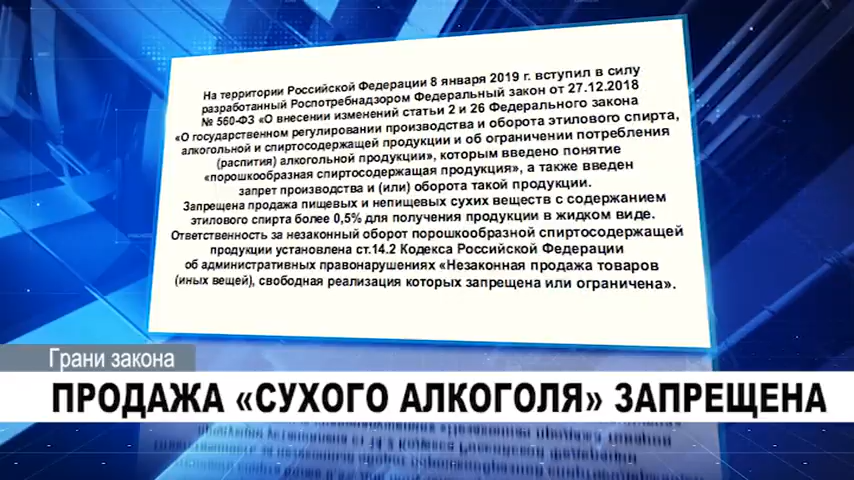 На территории Российской Федерации 8 января 2019 г. вступил в силу
разработанный Роспотребнадзором Федеральный закон от 27.12.2018
№ 560-ФЗ «О внесении изменений статьи 2 и 26 Федерального закона
«О государственном регулировании производства и оборота этилового спирта,
алкогольной и спиртосодержащей продукции и об ограничении потребления
(распития) алкогольной продукции», которым введено понятие
«порошкообразная спиртосодержащая продукция», а также введен
запрет производства и (или) оборота такой продукции.
Запрещена продажа пищевых и непищевых сухих веществ с содержанием
этилового спирта более 0,5% для получения продукции в жидком виде.
Ответственность за незаконный оборот порошкообразной спиртосодержащей
продукции установлена ст.14.2 Кодекса Российской Федерации
об административных правонарушениях «Незаконная продажа товаров
(иных вещей), свободная реализация которых запрещена или ограничена».
Грани закона
ПРОДАЖА «СУХОГО АЛКОГОЛЯ» ЗАПРЕЩЕНА